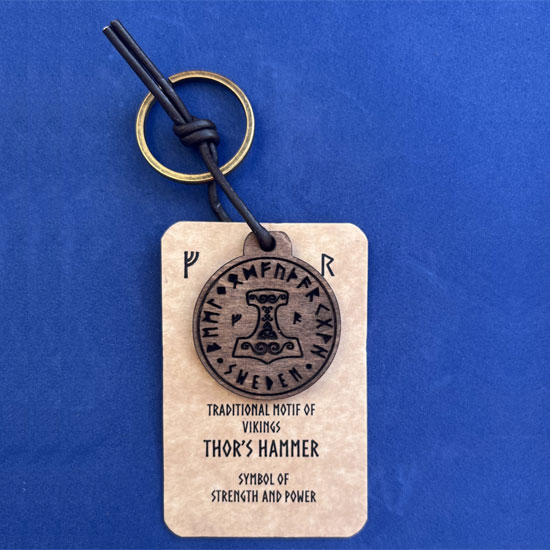 ᚠ ᚱ
ᚠ ᚨ
SWEDEN
TRADITIONAL MOTIF OF
VIKINGS
THOR'S HAMMER
SYMBOL OF
STRENGTH AND POWER